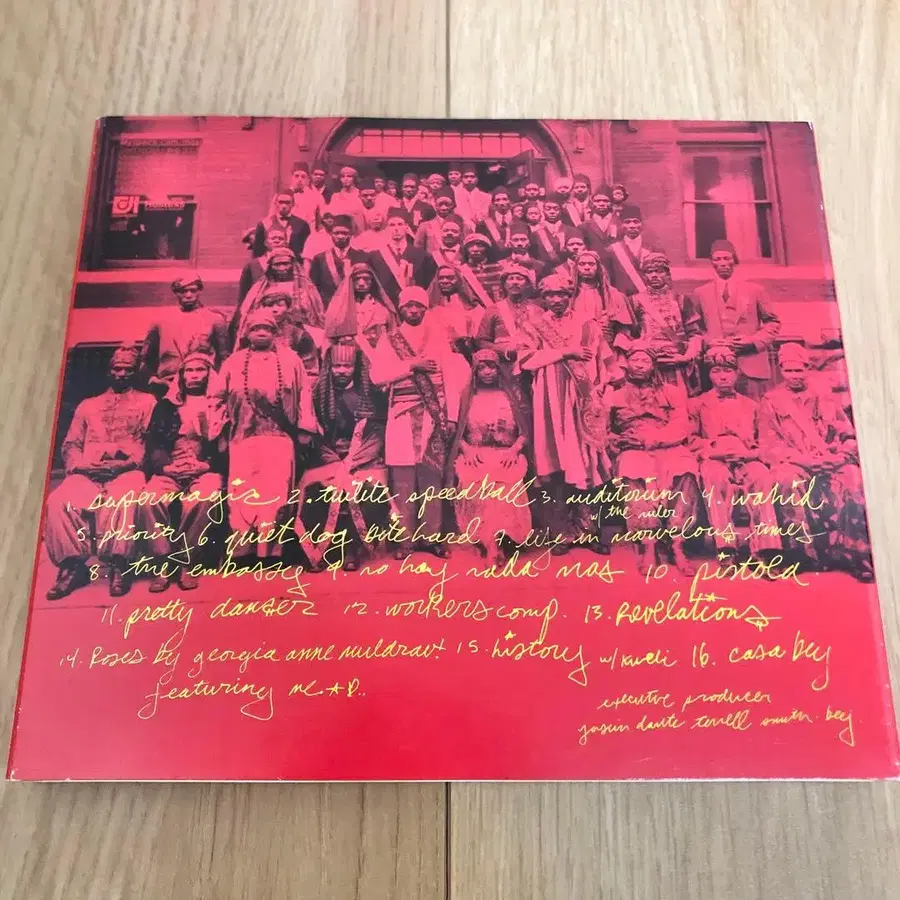 1. supermagic 2. twilite speedball 3. auditorium 4. wahid
w/ the ruler
5. priority 6. quiet dog bite hard 7. life in marvelous times
8. the embassy 9. no hay nada mas 10. pistola
11. pretty danser 12. workers comp. 13. Revelations
14. Roses by georgia anne muldrow 15. history w/ kweli 16. casa bey
featuring
executive producer
yasiin dante terrell smith-bey